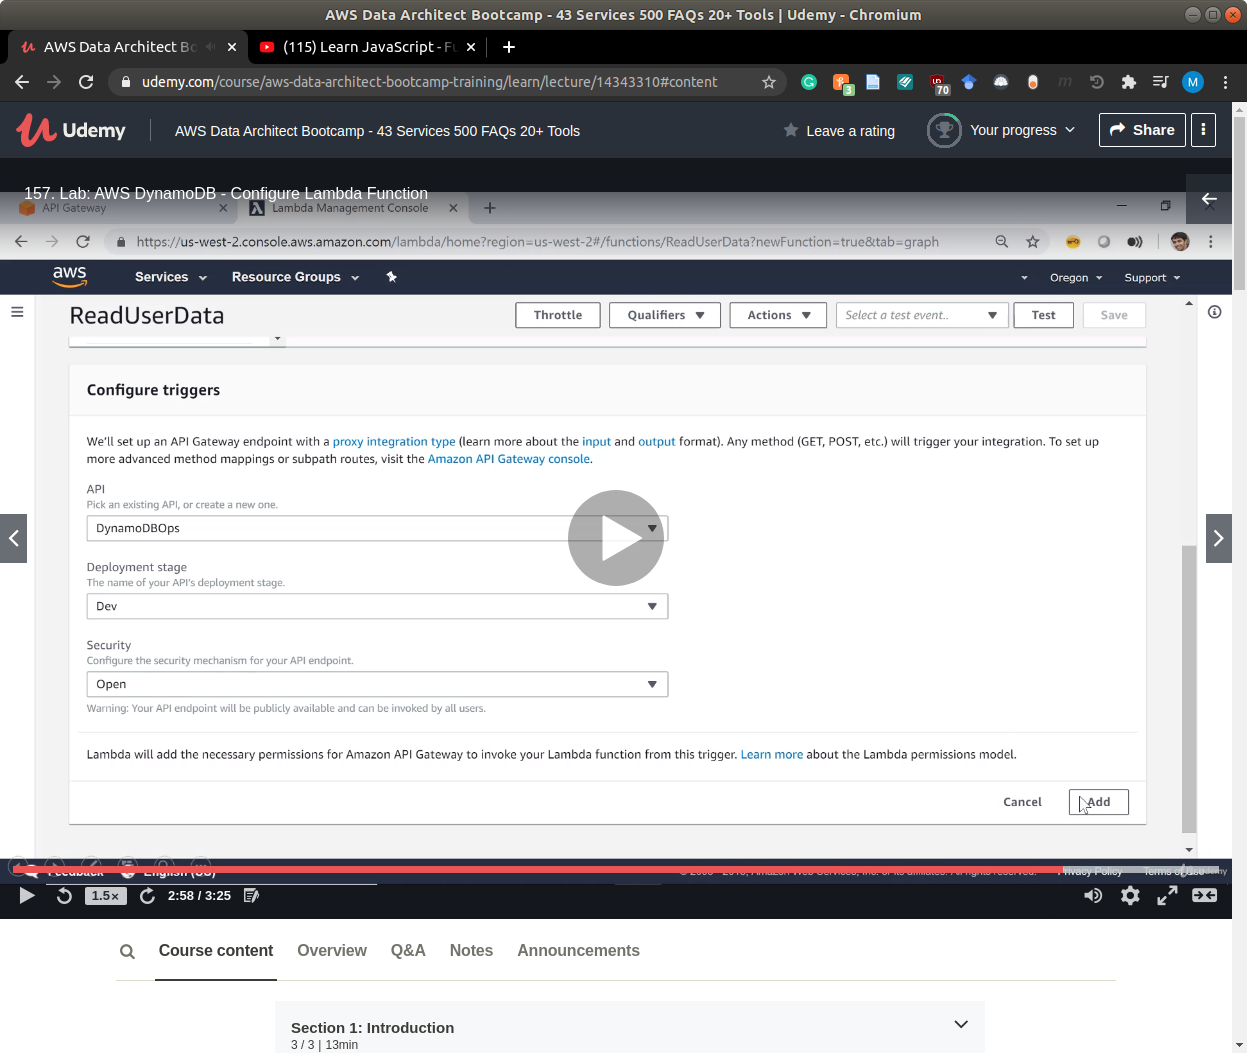 AWS Data Architect Bootcamp - 43 Services 500 FAQs 20+ Tools | Udemy - Chromium
AWS Data Architect Bo
(115) Learn JavaScript - Fu
udemy.com/course/aws-data-architect-bootcamp-training/learn/lecture/14343310#content
3
70
M
Udemy
AWS Data Architect Bootcamp - 43 Services 500 FAQs 20+ Tools
Leave a rating
Your progress
Share
157. Lab: AWS DynamoDB - Configure Lambda Function
API Gateway
Lambda Management Console
https://us-west-2.console.aws.amazon.com/lambda/home?region=us-west-2#/functions/ReadUserData?newFunction=true&tab=graph
aws
Services
Resource Groups
Oregon
Support
ReadUserData
Throttle
Qualifiers
Actions
Select a test event..
Test
Save
Configure triggers
We'll set up an API Gateway endpoint with a proxy integration type (learn more about the input and output format). Any method (GET, POST, etc.) will trigger your integration. To set up
more advanced method mappings or subpath routes, visit the Amazon API Gateway console.
API
Pick an existing API, or create a new one.
DynamoDBOps
Deployment stage
The name of your API's deployment stage.
Dev
Security
Configure the security mechanism for your API endpoint.
Open
Warning: Your API endpoint will be publicly available and can be invoked by all users.
Lambda will add the necessary permissions for Amazon API Gateway to invoke your Lambda function from this trigger. Learn more about the Lambda permissions model.
Cancel
Add
Feedback
English (US)
Privacy Policy
Terms of Use
1.5×
2:58 / 3:25
Course content
Overview
Q&A
Notes
Announcements
Section 1: Introduction
3 / 3 | 13min